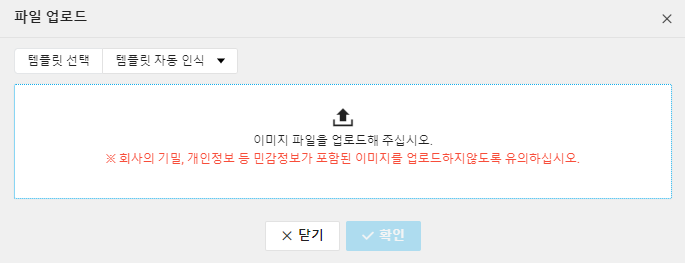 파일 업로드
템플릿 선택 템플릿 자동 인식
이미지 파일을 업로드해 주십시오.
※ 회사의 기밀, 개인정보 등 민감정보가 포함된 이미지를 업로드하지않도록 유의하십시오.
닫기 확인